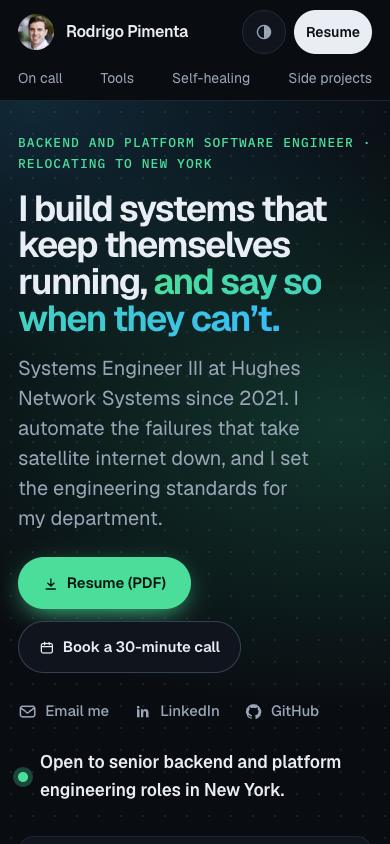 Rodrigo Pimenta
Resume
On call
Tools
Self-healing
Side projects
BACKEND AND PLATFORM SOFTWARE ENGINEER ·
RELOCATING TO NEW YORK
I build systems that
keep themselves
running, and say so
when they can’t.
Systems Engineer III at Hughes
Network Systems since 2021. I
automate the failures that take
satellite internet down, and I set
the engineering standards for
my department.
Resume (PDF)
Book a 30-minute call
Email me
LinkedIn
GitHub
Open to senior backend and platform
engineering roles in New York.